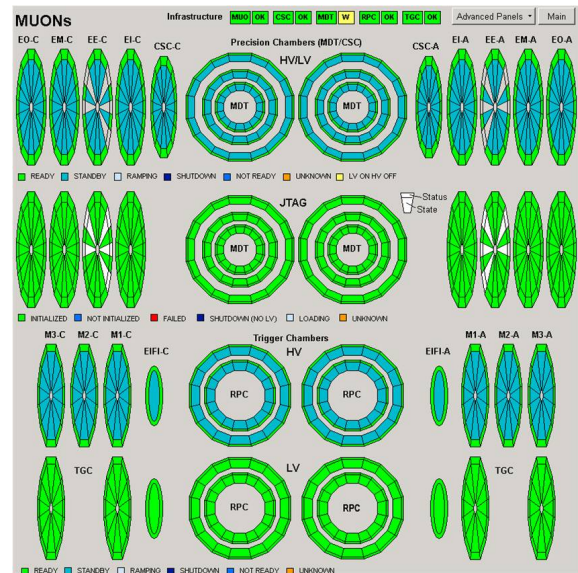 MUONs
Infrastructure MUO OK CSC OK MDT W RPC OK TGC OK Advanced Panels Main
EO-C EM-C EE-C EI-C CSC-C Precision Chambers (MDT/CSC) CSC-A EI-A EE-A EM-A EO-A
HV/LV
MDT MDT
READY STANDBY RAMPING SHUTDOWN NOT READY UNKNOWN LV ON HV OFF
JTAG
Status
State
MDT MDT
INITIALIZED NOT INITIALIZED FAILED SHUTDOWN (NO LV) LOADING UNKNOWN
M3-C M2-C M1-C EIFI-C Trigger Chambers EIFI-A M1-A M2-A M3-A
HV
RPC RPC
TGC LV TGC
RPC RPC
READY STANDBY RAMPING SHUTDOWN NOT READY UNKNOWN